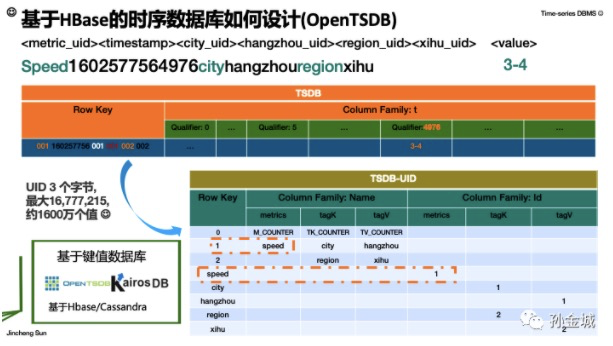 基于HBase的时序数据库如何设计(OpenTSDB)
Time-series DBMS
<metric_uid><timestamp><city_uid><hangzhou_uid><region_uid><xihu_uid> <value>
Speed1602577564976cityhangzhouregionxihu 3-4
TSDB
Row Key Column Family: t
Qualifier: 0 ... Qualifier: 5 ... Qualifier:4976 ... ...
001 160257756 001 001 002 002 ... 3-4
UID 3 个字节,
最大16,777,215,
约1600万个值
TSDB-UID
Row Key Column Family: Name Column Family: Id
metrics tagK tagV metrics tagK tagV
0 M_COUNTER TK_COUNTER TV_COUNTER
1 speed city hangzhou
2 region xihu
speed 1
city 1
hangzhou 1
region 2
xihu 2
基于键值数据库
OPENTSDB KairosDB
基于Hbase/Cassandra
Jincheng Sun
孙金城